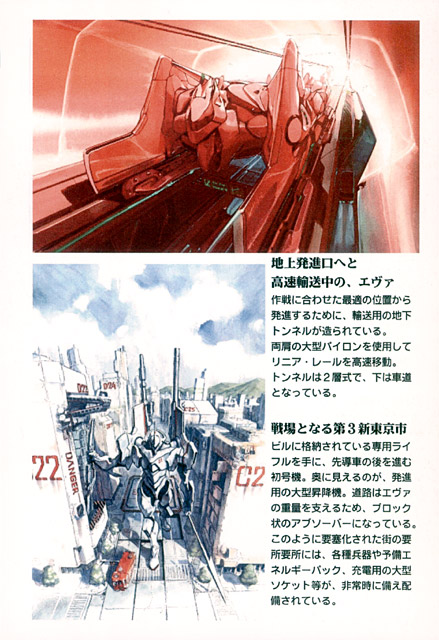 地上発進口へと
高速輸送中の、エヴァ
作戦に合わせた最適の位置から
発進するために、輸送用の地下
トンネルが造られている。
両肩の大型パイロンを使用して
リニア・レールを高速移動。
トンネルは2層式で、下は車道
となっている。
戦場となる第3新東京市
ビルに格納されている専用ライ
フルを手に、先導車の後を進む
初号機。奥に見えるのが、発進
用の大型昇降機。道路はエヴァ
の重量を支えるため、ブロック
状のアブソーバーになっている。
このように要塞化された街の要
所要所には、各種兵器や予備エ
ネルギーパック、充電用の大型
ソケット等が、非常時に備え配
備されている。
C23
C24
C25
C22
DANGER
C2